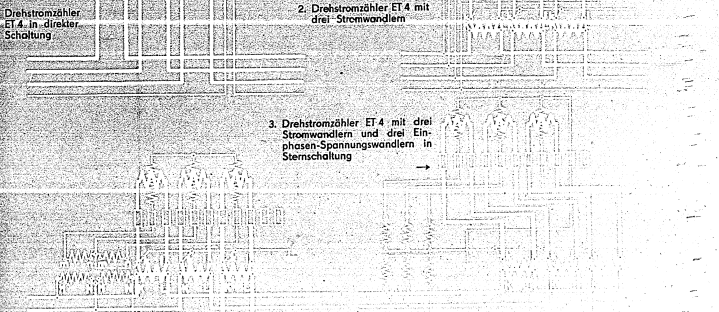 Drehstromzähler
ET 4 in direkter
Schaltung
2. Drehstromzähler ET 4 mit
drei Stromwandlern
3. Drehstromzähler ET 4 mit drei
Stromwandlern und drei Ein-
phasen-Spannungswandlern in
Sternschaltung